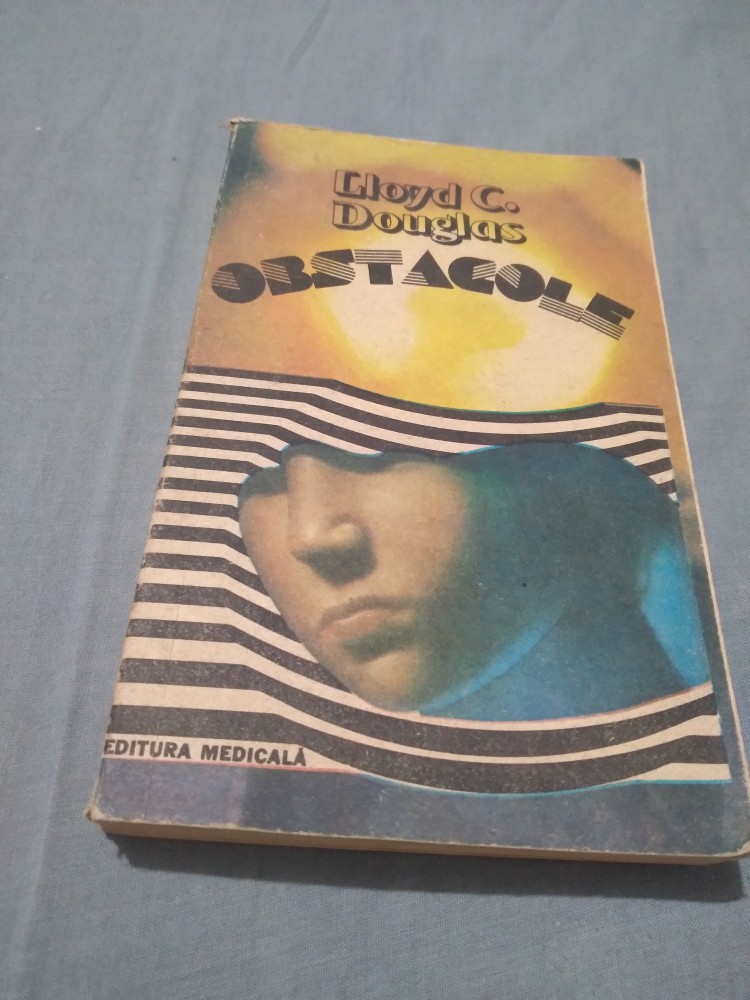 Lloyd C.
Douglas
OBSTACOLE
EDITURA MEDICALĂ